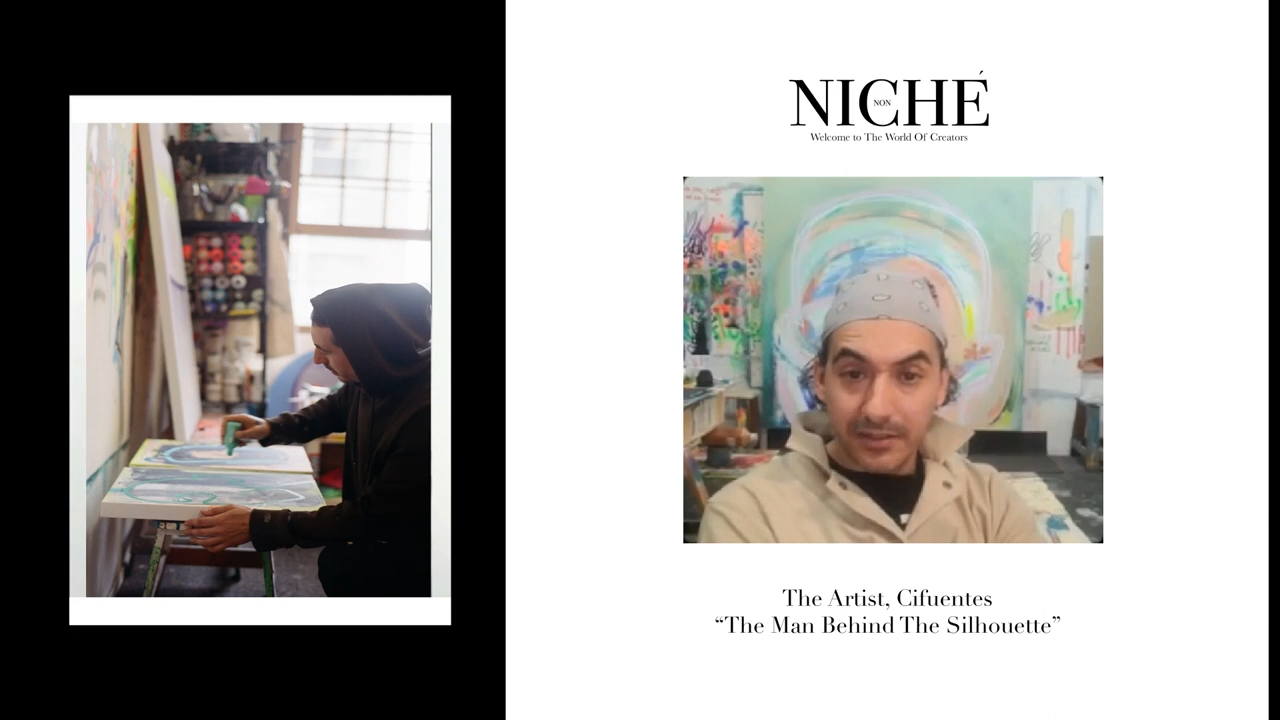 NICHÉ
NON
Welcome to The World Of Creators
The Artist, Cifuentes
“The Man Behind The Silhouette”